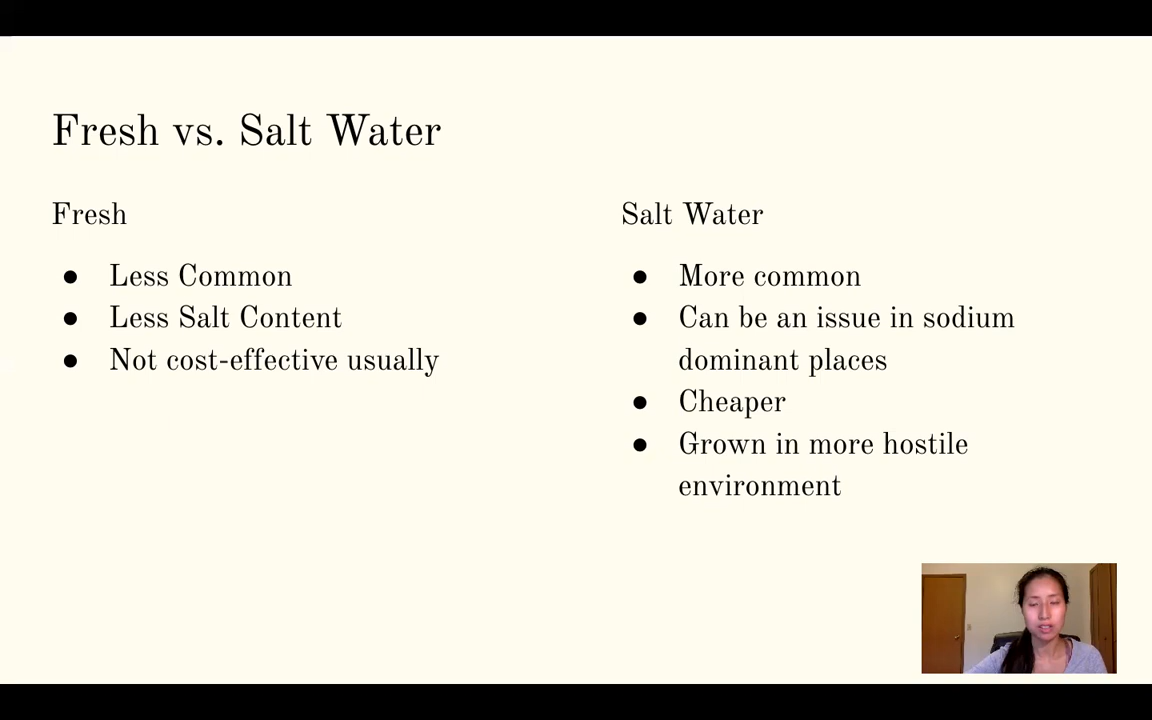 Fresh vs. Salt Water
Fresh
● Less Common
● Less Salt Content
● Not cost-effective usually
Salt Water
● More common
● Can be an issue in sodium
dominant places
● Cheaper
● Grown in more hostile
environment